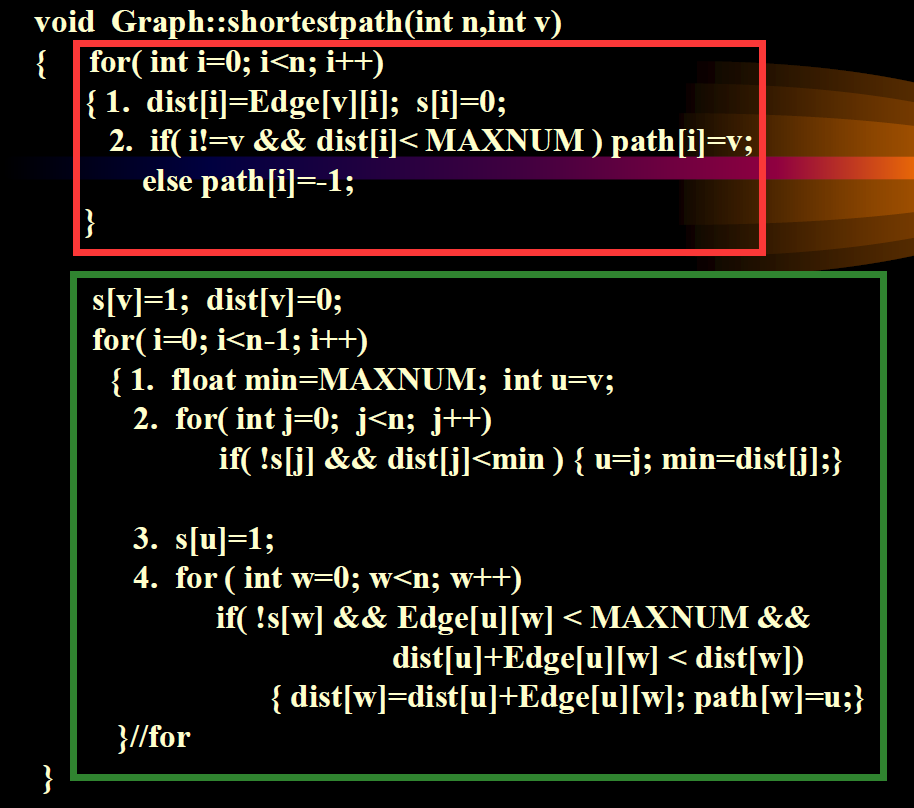 void Graph::shortestpath(int n,int v)
{ for( int i=0; i<n; i++)
{ 1. dist[i]=Edge[v][i]; s[i]=0;
2. if( i!=v && dist[i]< MAXNUM ) path[i]=v;
else path[i]=-1;
}
s[v]=1; dist[v]=0;
for( i=0; i<n-1; i++)
{ 1. float min=MAXNUM; int u=v;
2. for( int j=0; j<n; j++)
if( !s[j] && dist[j]<min ) { u=j; min=dist[j];}
3. s[u]=1;
4. for ( int w=0; w<n; w++)
if( !s[w] && Edge[u][w] < MAXNUM &&
dist[u]+Edge[u][w] < dist[w])
{ dist[w]=dist[u]+Edge[u][w]; path[w]=u;}
}//for
}